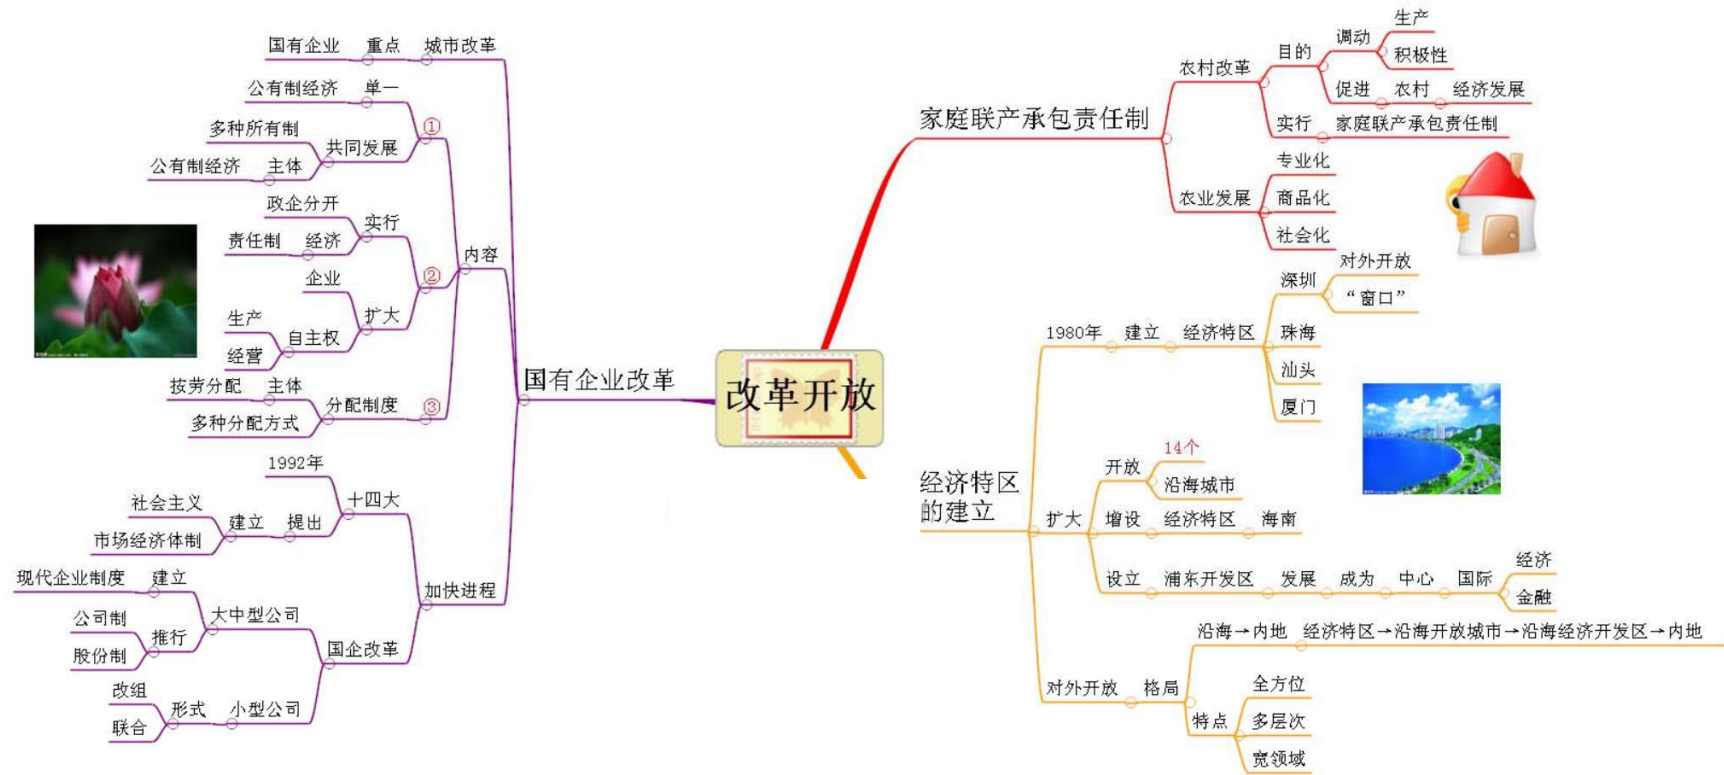 改革开放
家庭联产承包责任制
农村改革
目的
调动
生产
积极性
促进
农村
经济发展
实行
家庭联产承包责任制
农业发展
专业化
商品化
社会化
经济特区
的建立
1980年
建立
经济特区
深圳
对外开放
“窗口”
珠海
汕头
厦门
扩大
开放
14个
沿海城市
增设
经济特区
海南
设立
浦东开发区
发展
成为
中心
国际
经济
金融
对外开放
格局
沿海→内地
经济特区→沿海开放城市→沿海经济开发区→内地
特点
全方位
多层次
宽领域
国有企业改革
城市改革
重点
国有企业
内容
①
单一
公有制经济
共同发展
多种所有制
主体
公有制经济
②
实行
政企分开
经济
责任制
扩大
企业
自主权
生产
经营
③
分配制度
主体
按劳分配
多种分配方式
加快进程
十四大
1992年
提出
建立
社会主义
市场经济体制
国企改革
大中型公司
建立
现代企业制度
推行
公司制
股份制
小型公司
形式
改组
联合